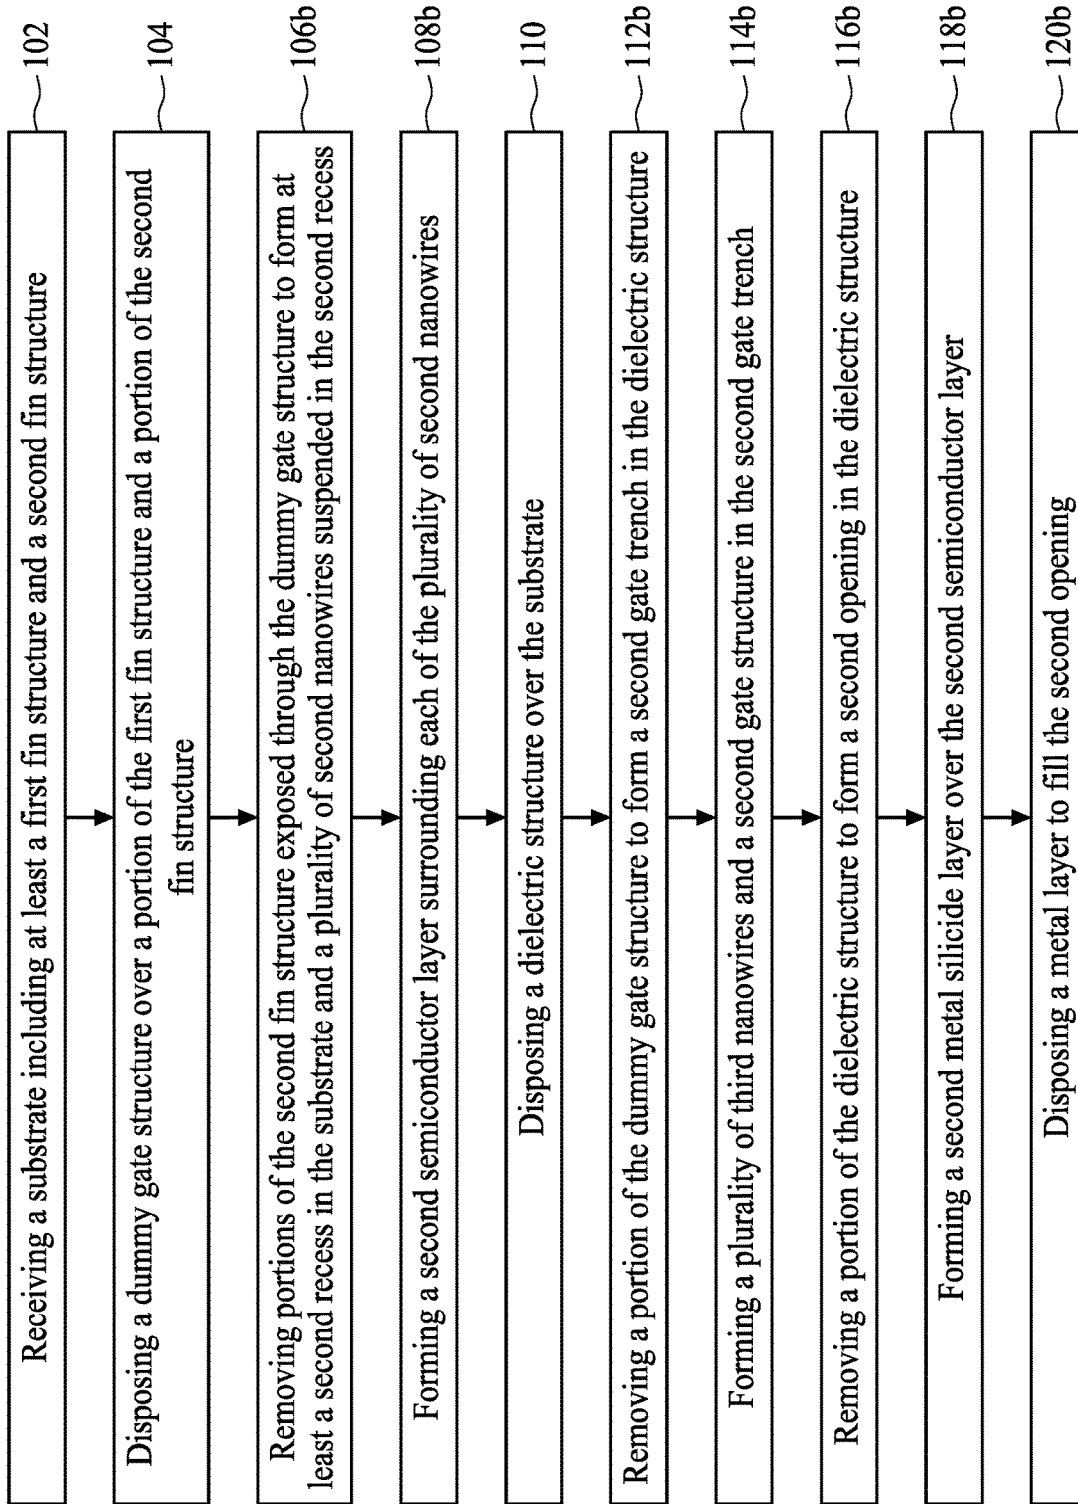 Receiving a substrate including at least a first fin structure and a second fin structure
102
Disposing a dummy gate structure over a portion of the first fin structure and a portion of the second
fin structure
104
Removing portions of the second fin structure exposed through the dummy gate structure to form at
least a second recess in the substrate and a plurality of second nanowires suspended in the second recess
106b
Forming a second semiconductor layer surrounding each of the plurality of second nanowires
108b
Disposing a dielectric structure over the substrate
110
Removing a portion of the dummy gate structure to form a second gate trench in the dielectric structure
112b
Forming a plurality of third nanowires and a second gate structure in the second gate trench
114b
Removing a portion of the dielectric structure to form a second opening in the dielectric structure
116b
Forming a second metal silicide layer over the second semiconductor layer
118b
Disposing a metal layer to fill the second opening
120b